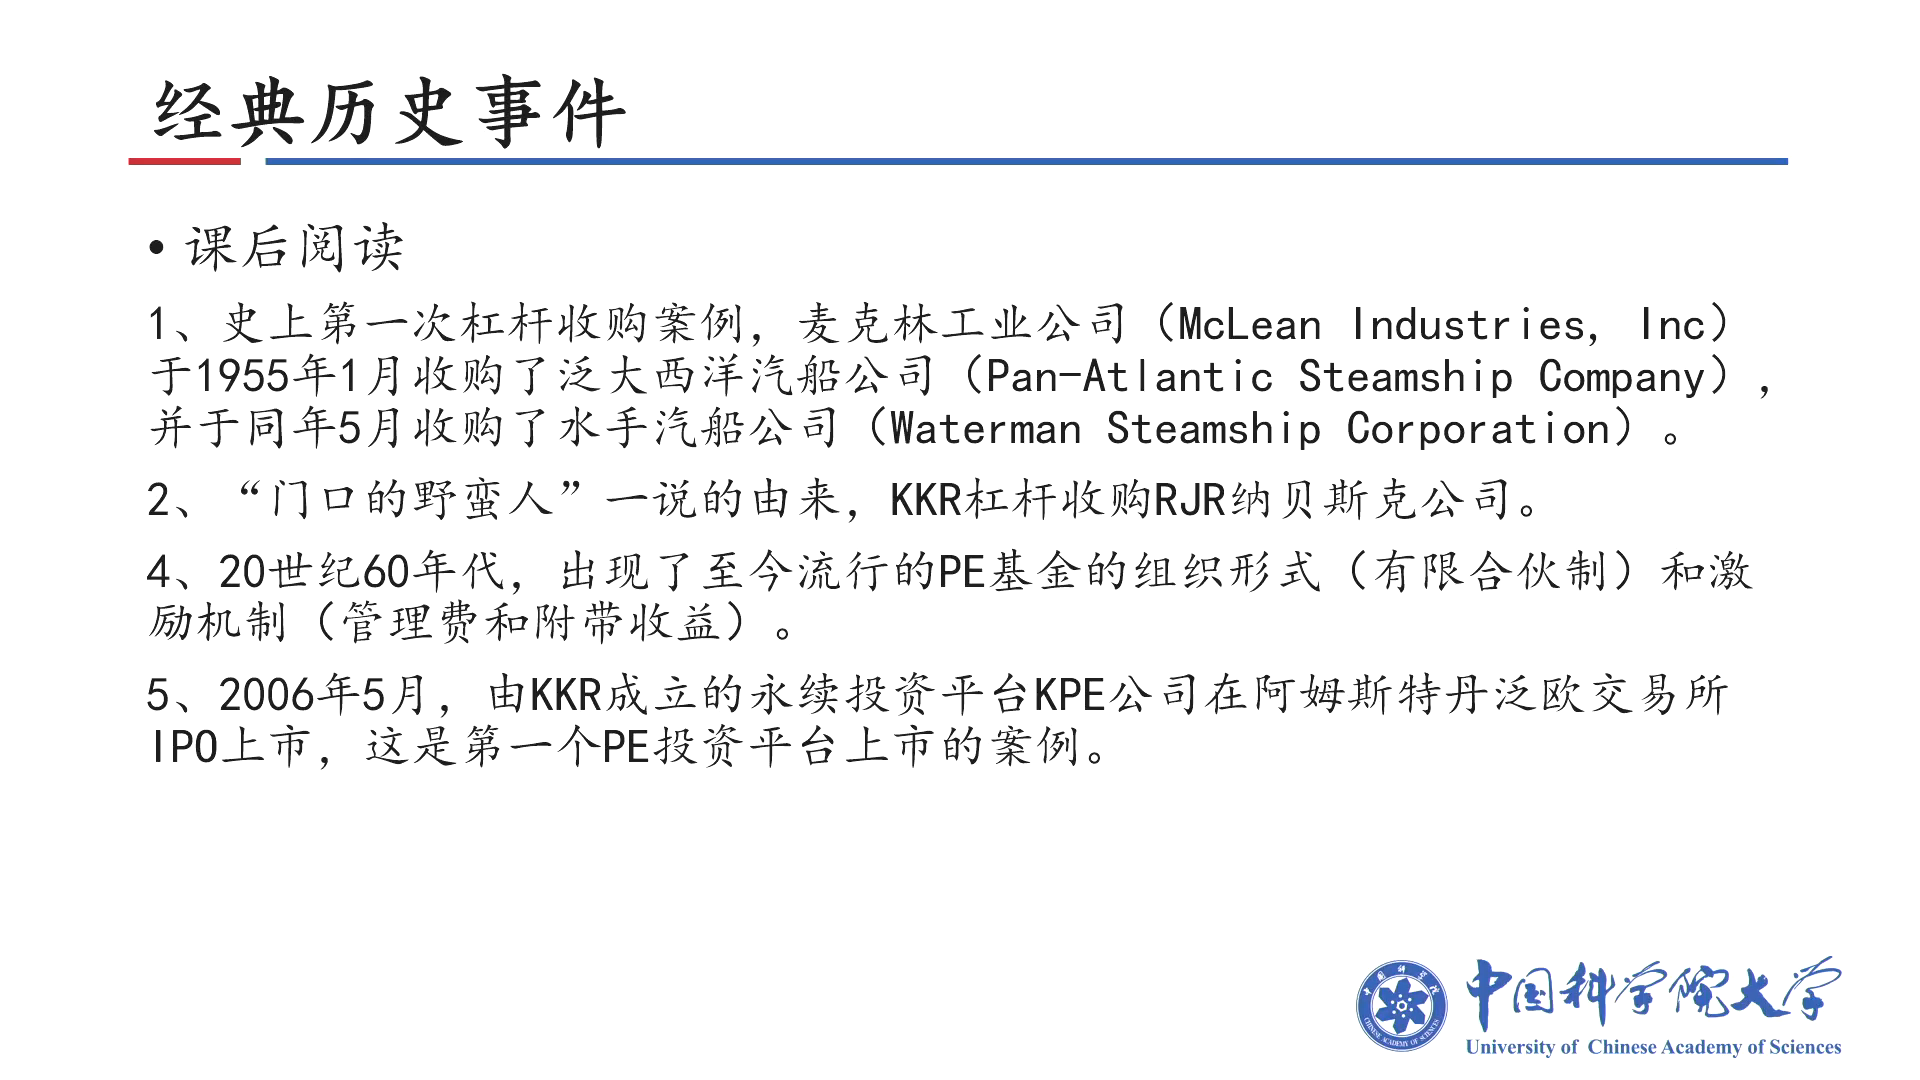 经典历史事件
• 课后阅读
1、史上第一次杠杆收购案例，麦克林工业公司（McLean Industries, Inc）
于1955年1月收购了泛大西洋汽船公司（Pan-Atlantic Steamship Company），
并于同年5月收购了水手汽船公司（Waterman Steamship Corporation）。
2、“门口的野蛮人”一说的由来，KKR杠杆收购RJR纳贝斯克公司。
4、20世纪60年代，出现了至今流行的PE基金的组织形式（有限合伙制）和激
励机制（管理费和附带收益）。
5、2006年5月，由KKR成立的永续投资平台KPE公司在阿姆斯特丹泛欧交易所
IPO上市，这是第一个PE投资平台上市的案例。
中国科学院
CHINESE ACADEMY OF SCIENCES
中国科学院大学
University of Chinese Academy of Sciences